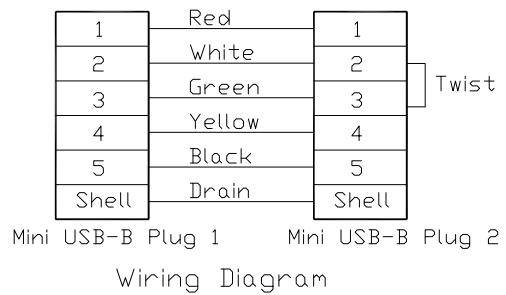 Red
1 1
White
2 2
Green
Twist
3 3
Yellow
4 4
Black
5 5
Drain
Shell Shell
Mini USB-B Plug 1 Mini USB-B Plug 2
Wiring Diagram